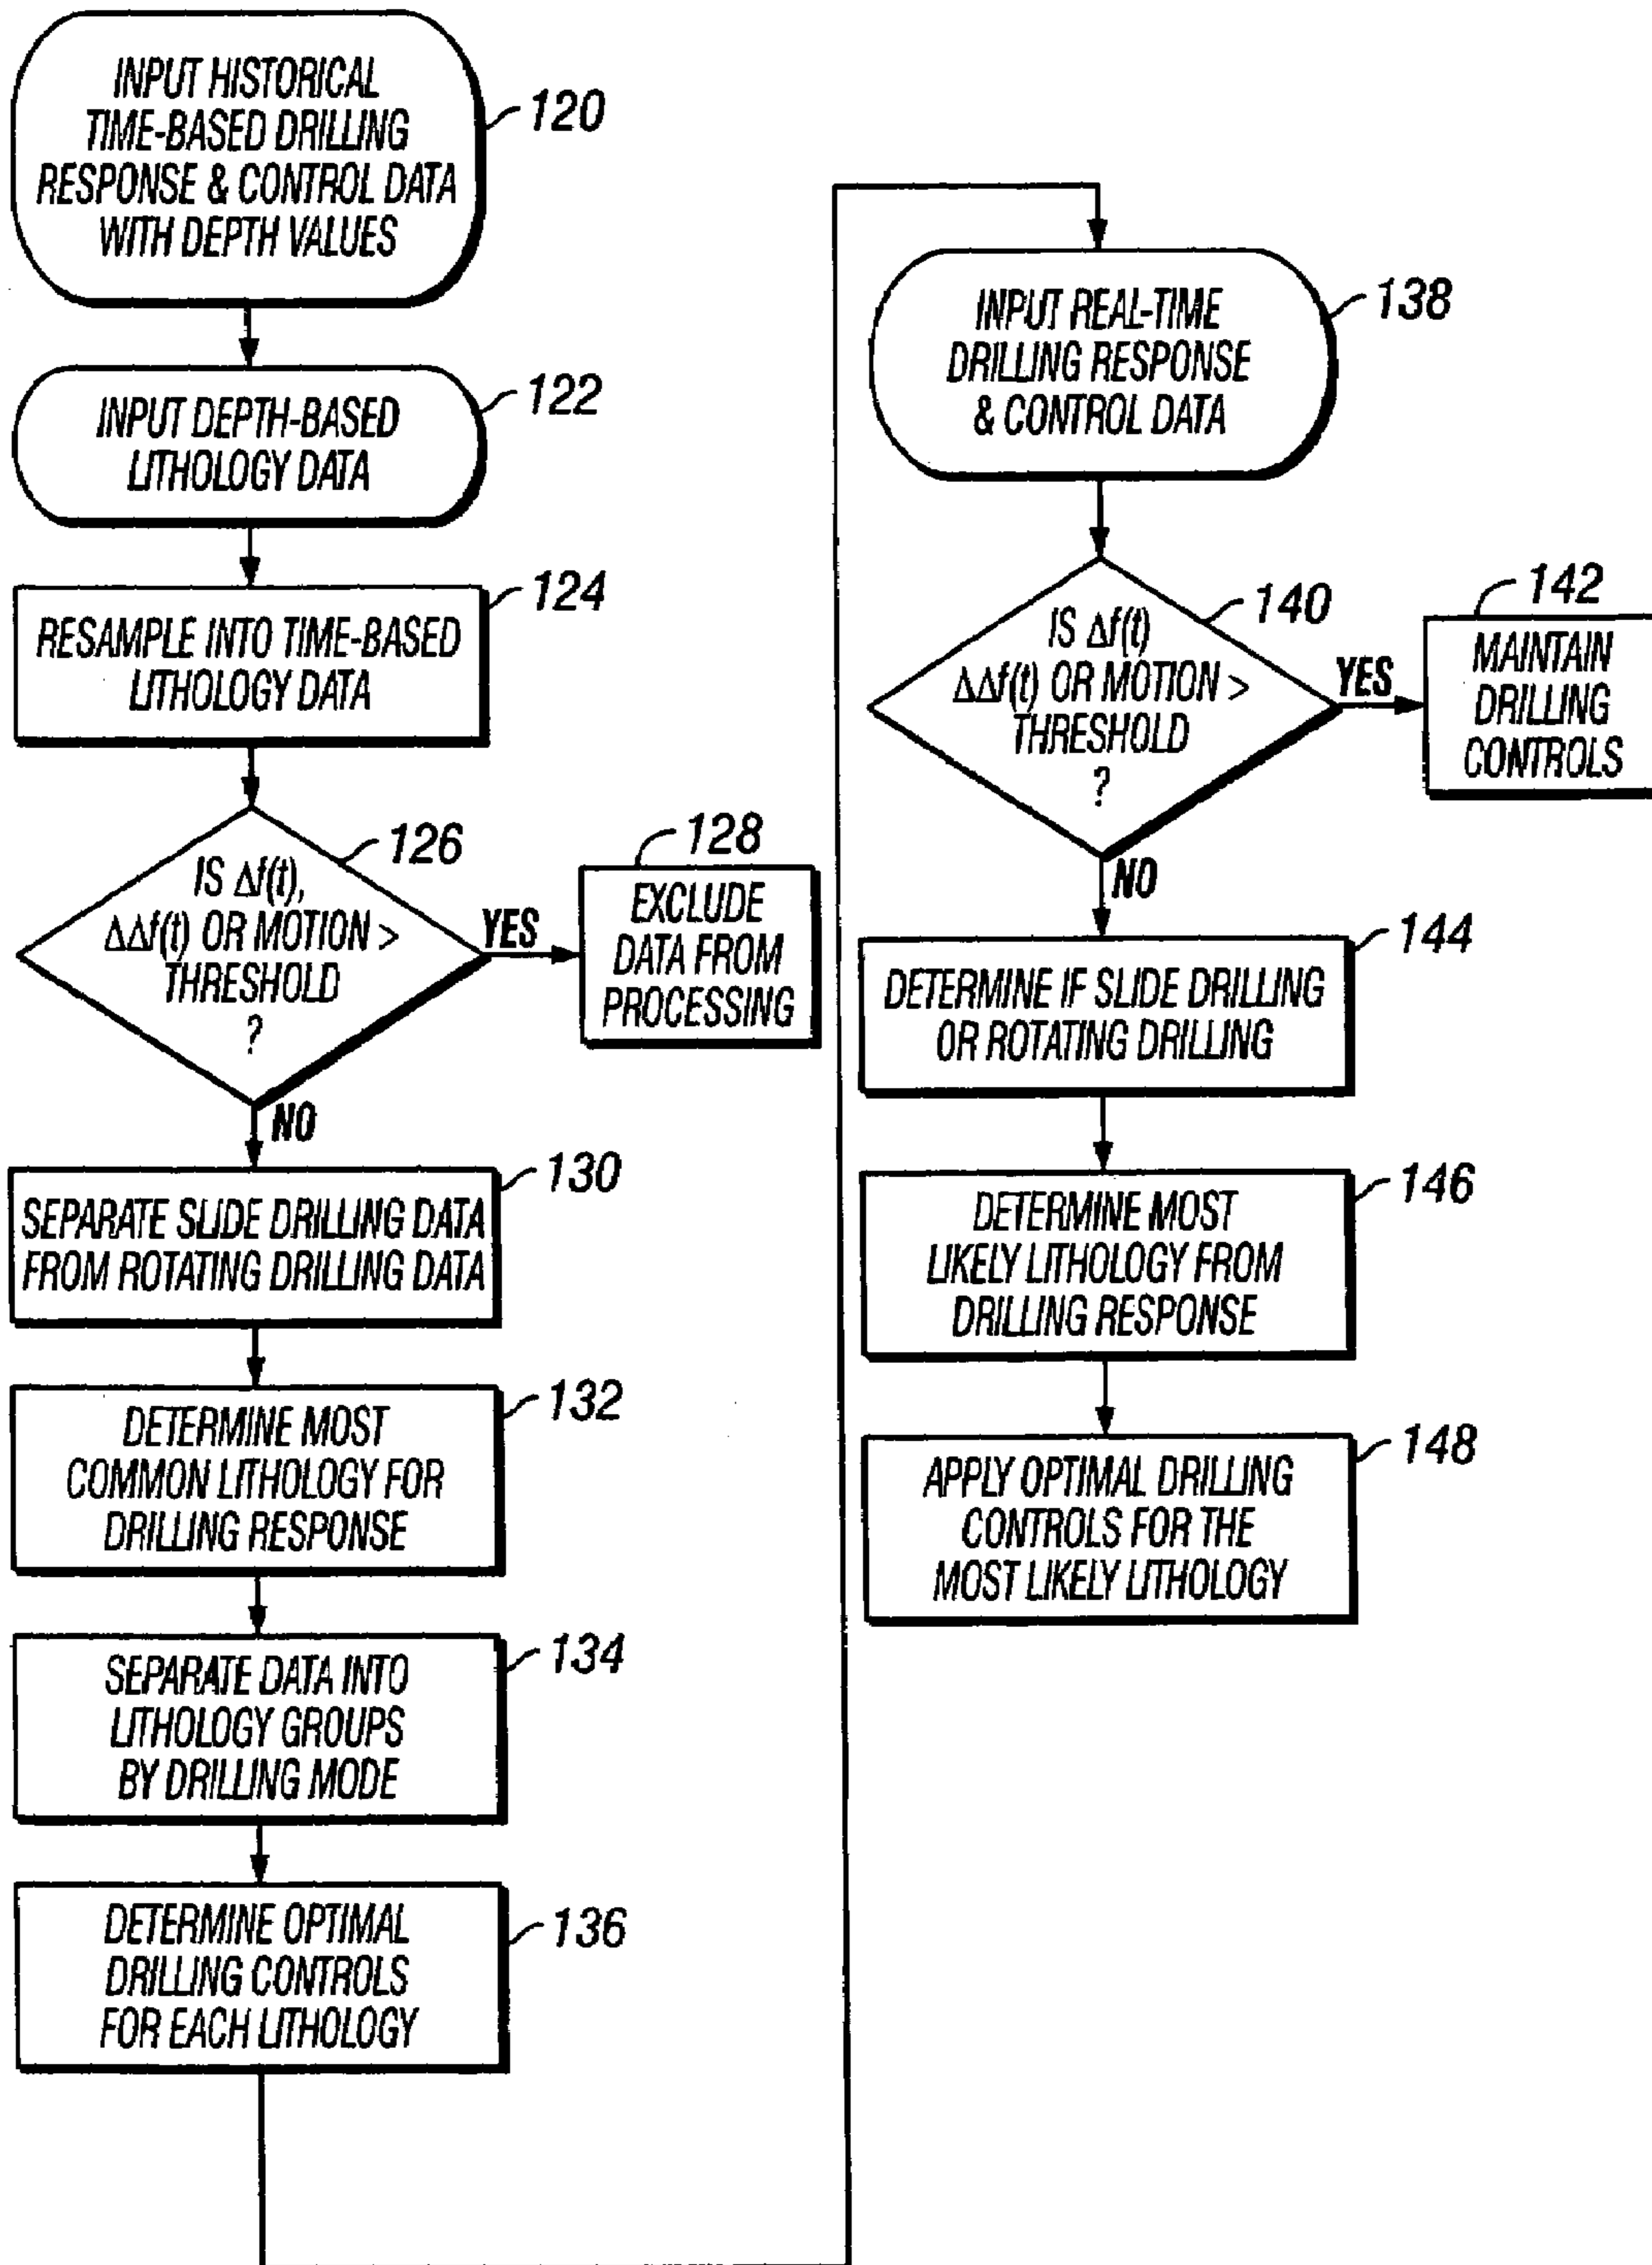 INPUT HISTORICAL
TIME-BASED DRILLING
RESPONSE & CONTROL DATA
WITH DEPTH VALUES
120
INPUT DEPTH-BASED
LITHOLOGY DATA
122
RESAMPLE INTO TIME-BASED
LITHOLOGY DATA
124
IS Δf(t),
ΔΔf(t) OR MOTION >
THRESHOLD
?
126
YES
128
EXCLUDE
DATA FROM
PROCESSING
NO
SEPARATE SLIDE DRILLING DATA
FROM ROTATING DRILLING DATA
130
DETERMINE MOST
COMMON LITHOLOGY FOR
DRILLING RESPONSE
132
SEPARATE DATA INTO
LITHOLOGY GROUPS
BY DRILLING MODE
134
DETERMINE OPTIMAL
DRILLING CONTROLS
FOR EACH LITHOLOGY
136
INPUT REAL-TIME
DRILLING RESPONSE
& CONTROL DATA
138
IS Δf(t)
ΔΔf(t) OR MOTION >
THRESHOLD
?
140
YES
142
MAINTAIN
DRILLING
CONTROLS
NO
DETERMINE IF SLIDE DRILLING
OR ROTATING DRILLING
144
DETERMINE MOST
LIKELY LITHOLOGY FROM
DRILLING RESPONSE
146
APPLY OPTIMAL DRILLING
CONTROLS FOR THE
MOST LIKELY LITHOLOGY
148